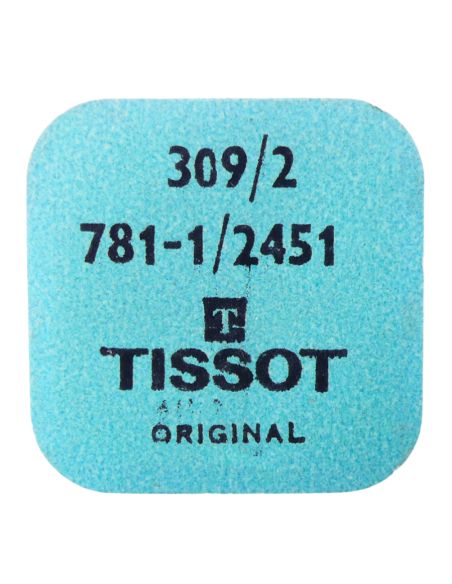 309/2
781-1/2451
T
TISSOT
ORIGINAL